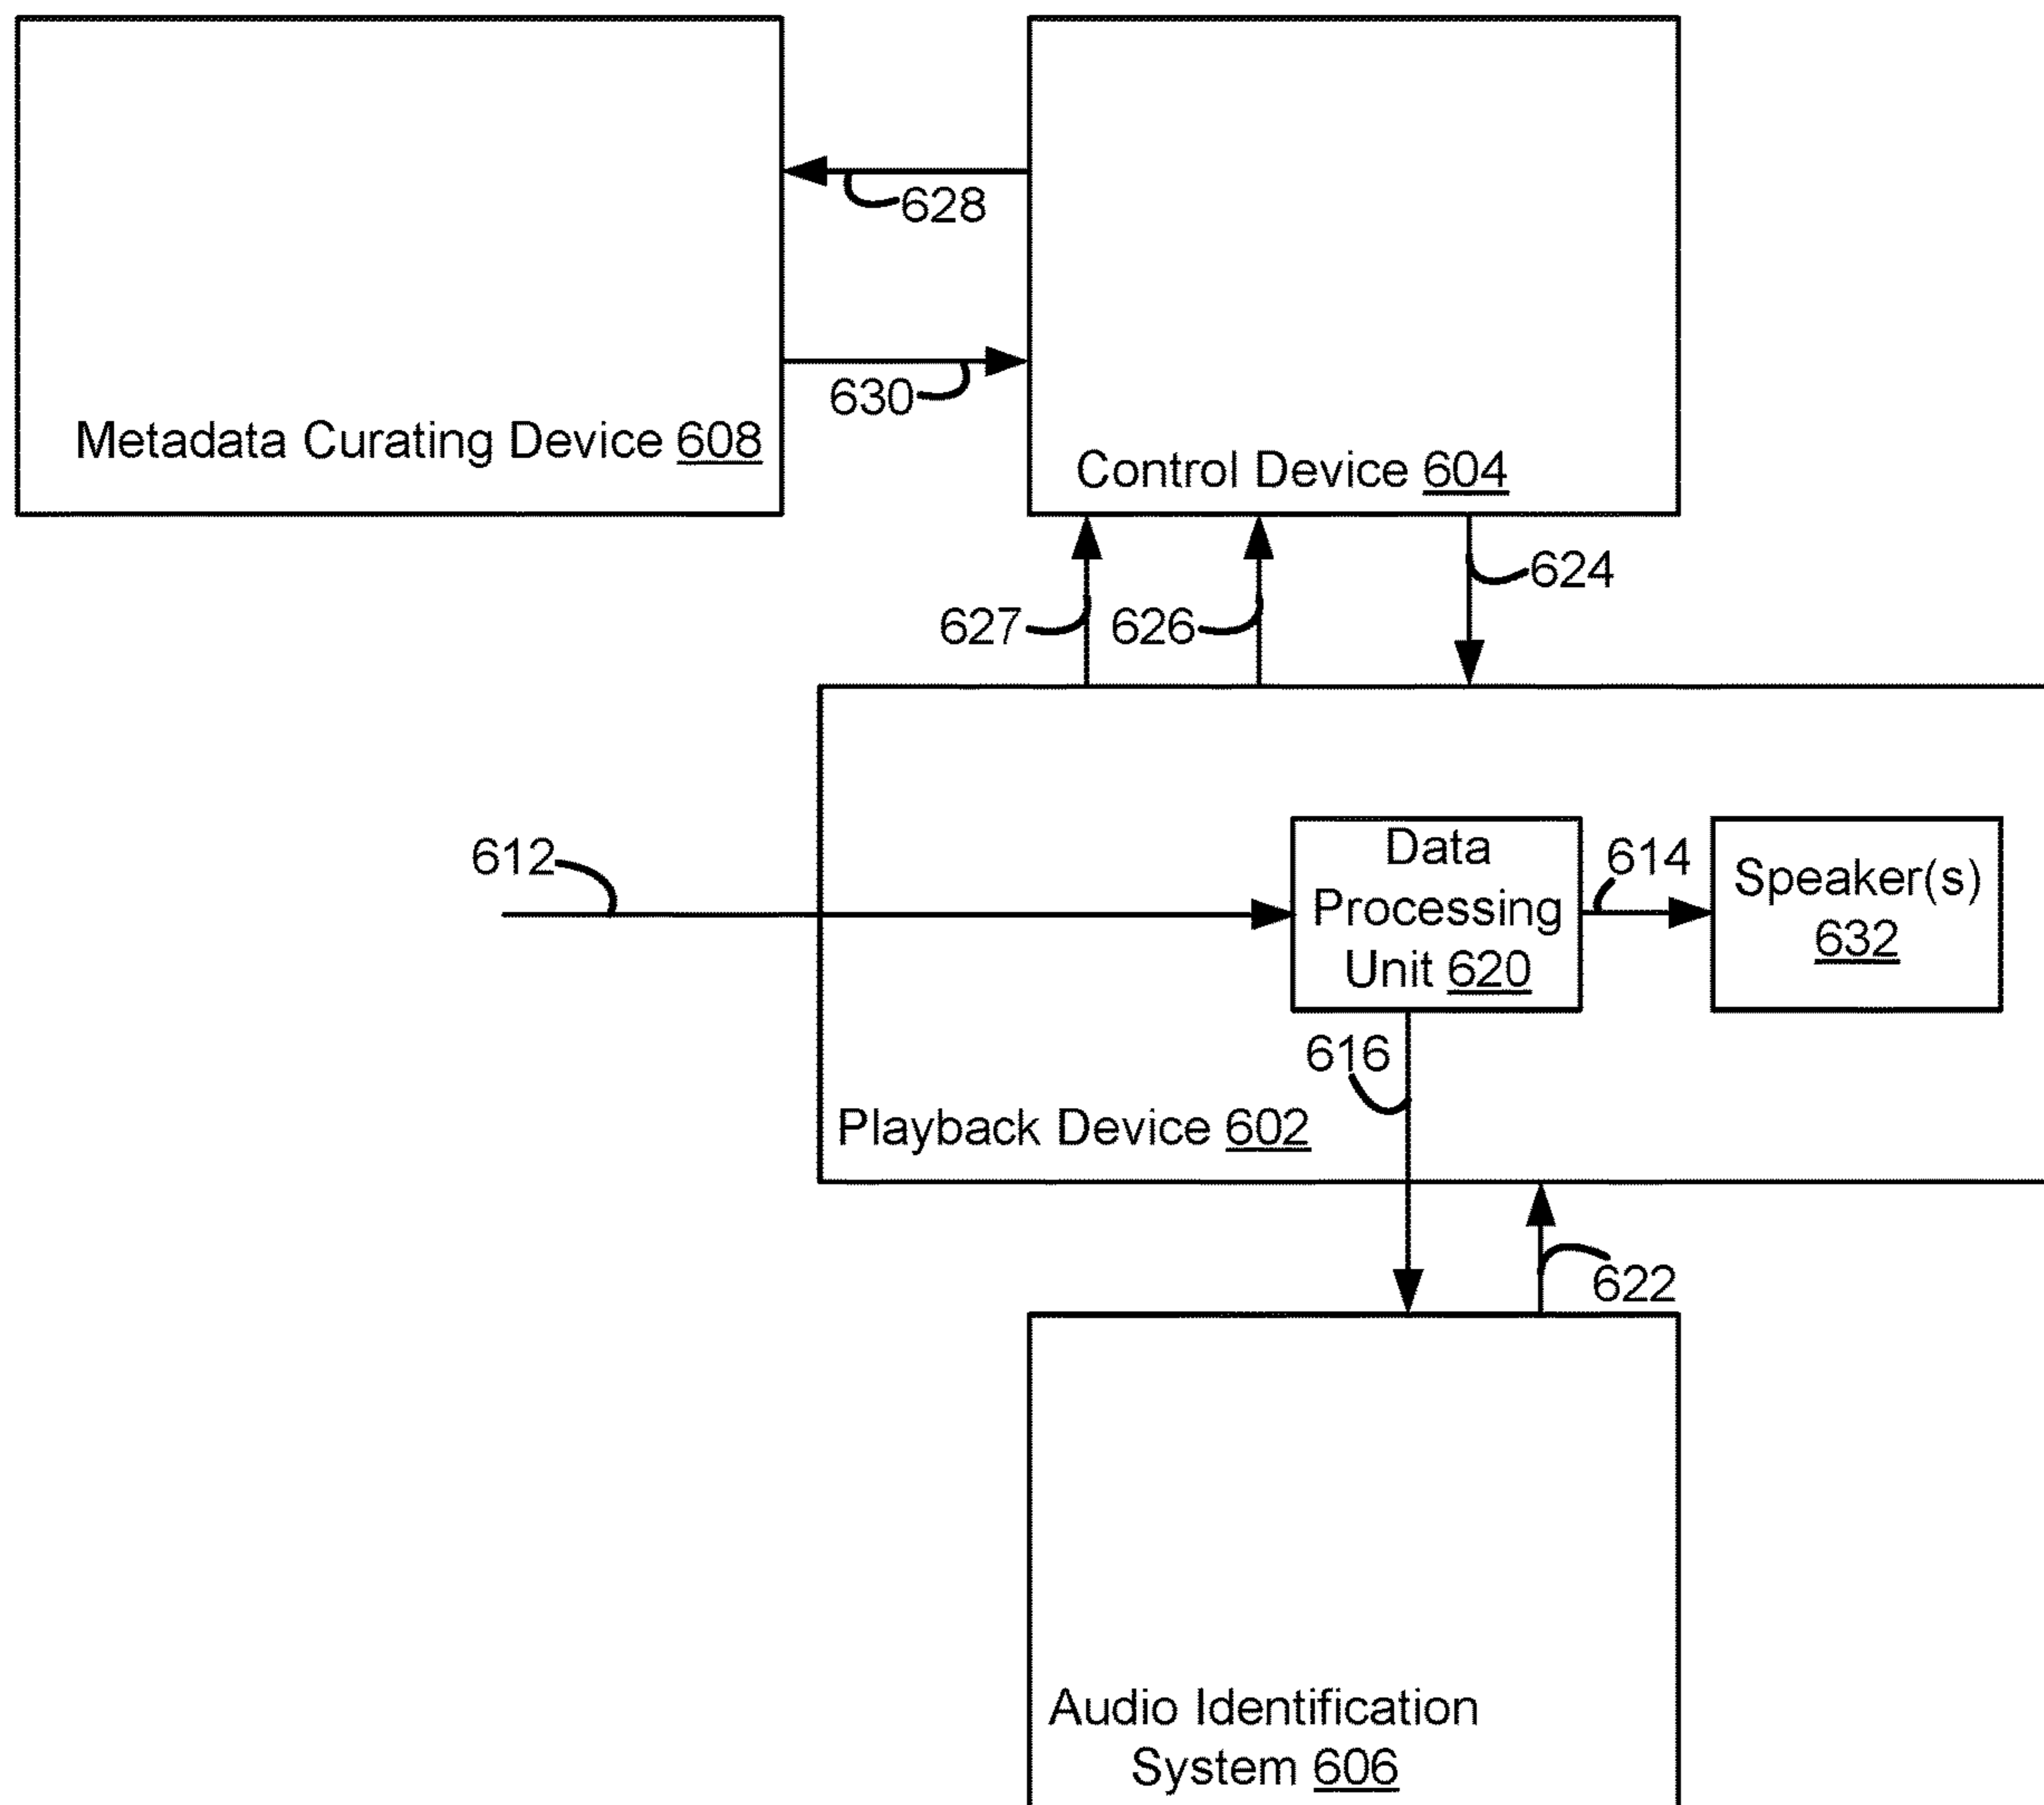 628
630
Metadata Curating Device 608
Control Device 604
624
627
626
612
Data
Processing
Unit 620
614
Speaker(s)
632
616
Playback Device 602
622
Audio Identification
System 606